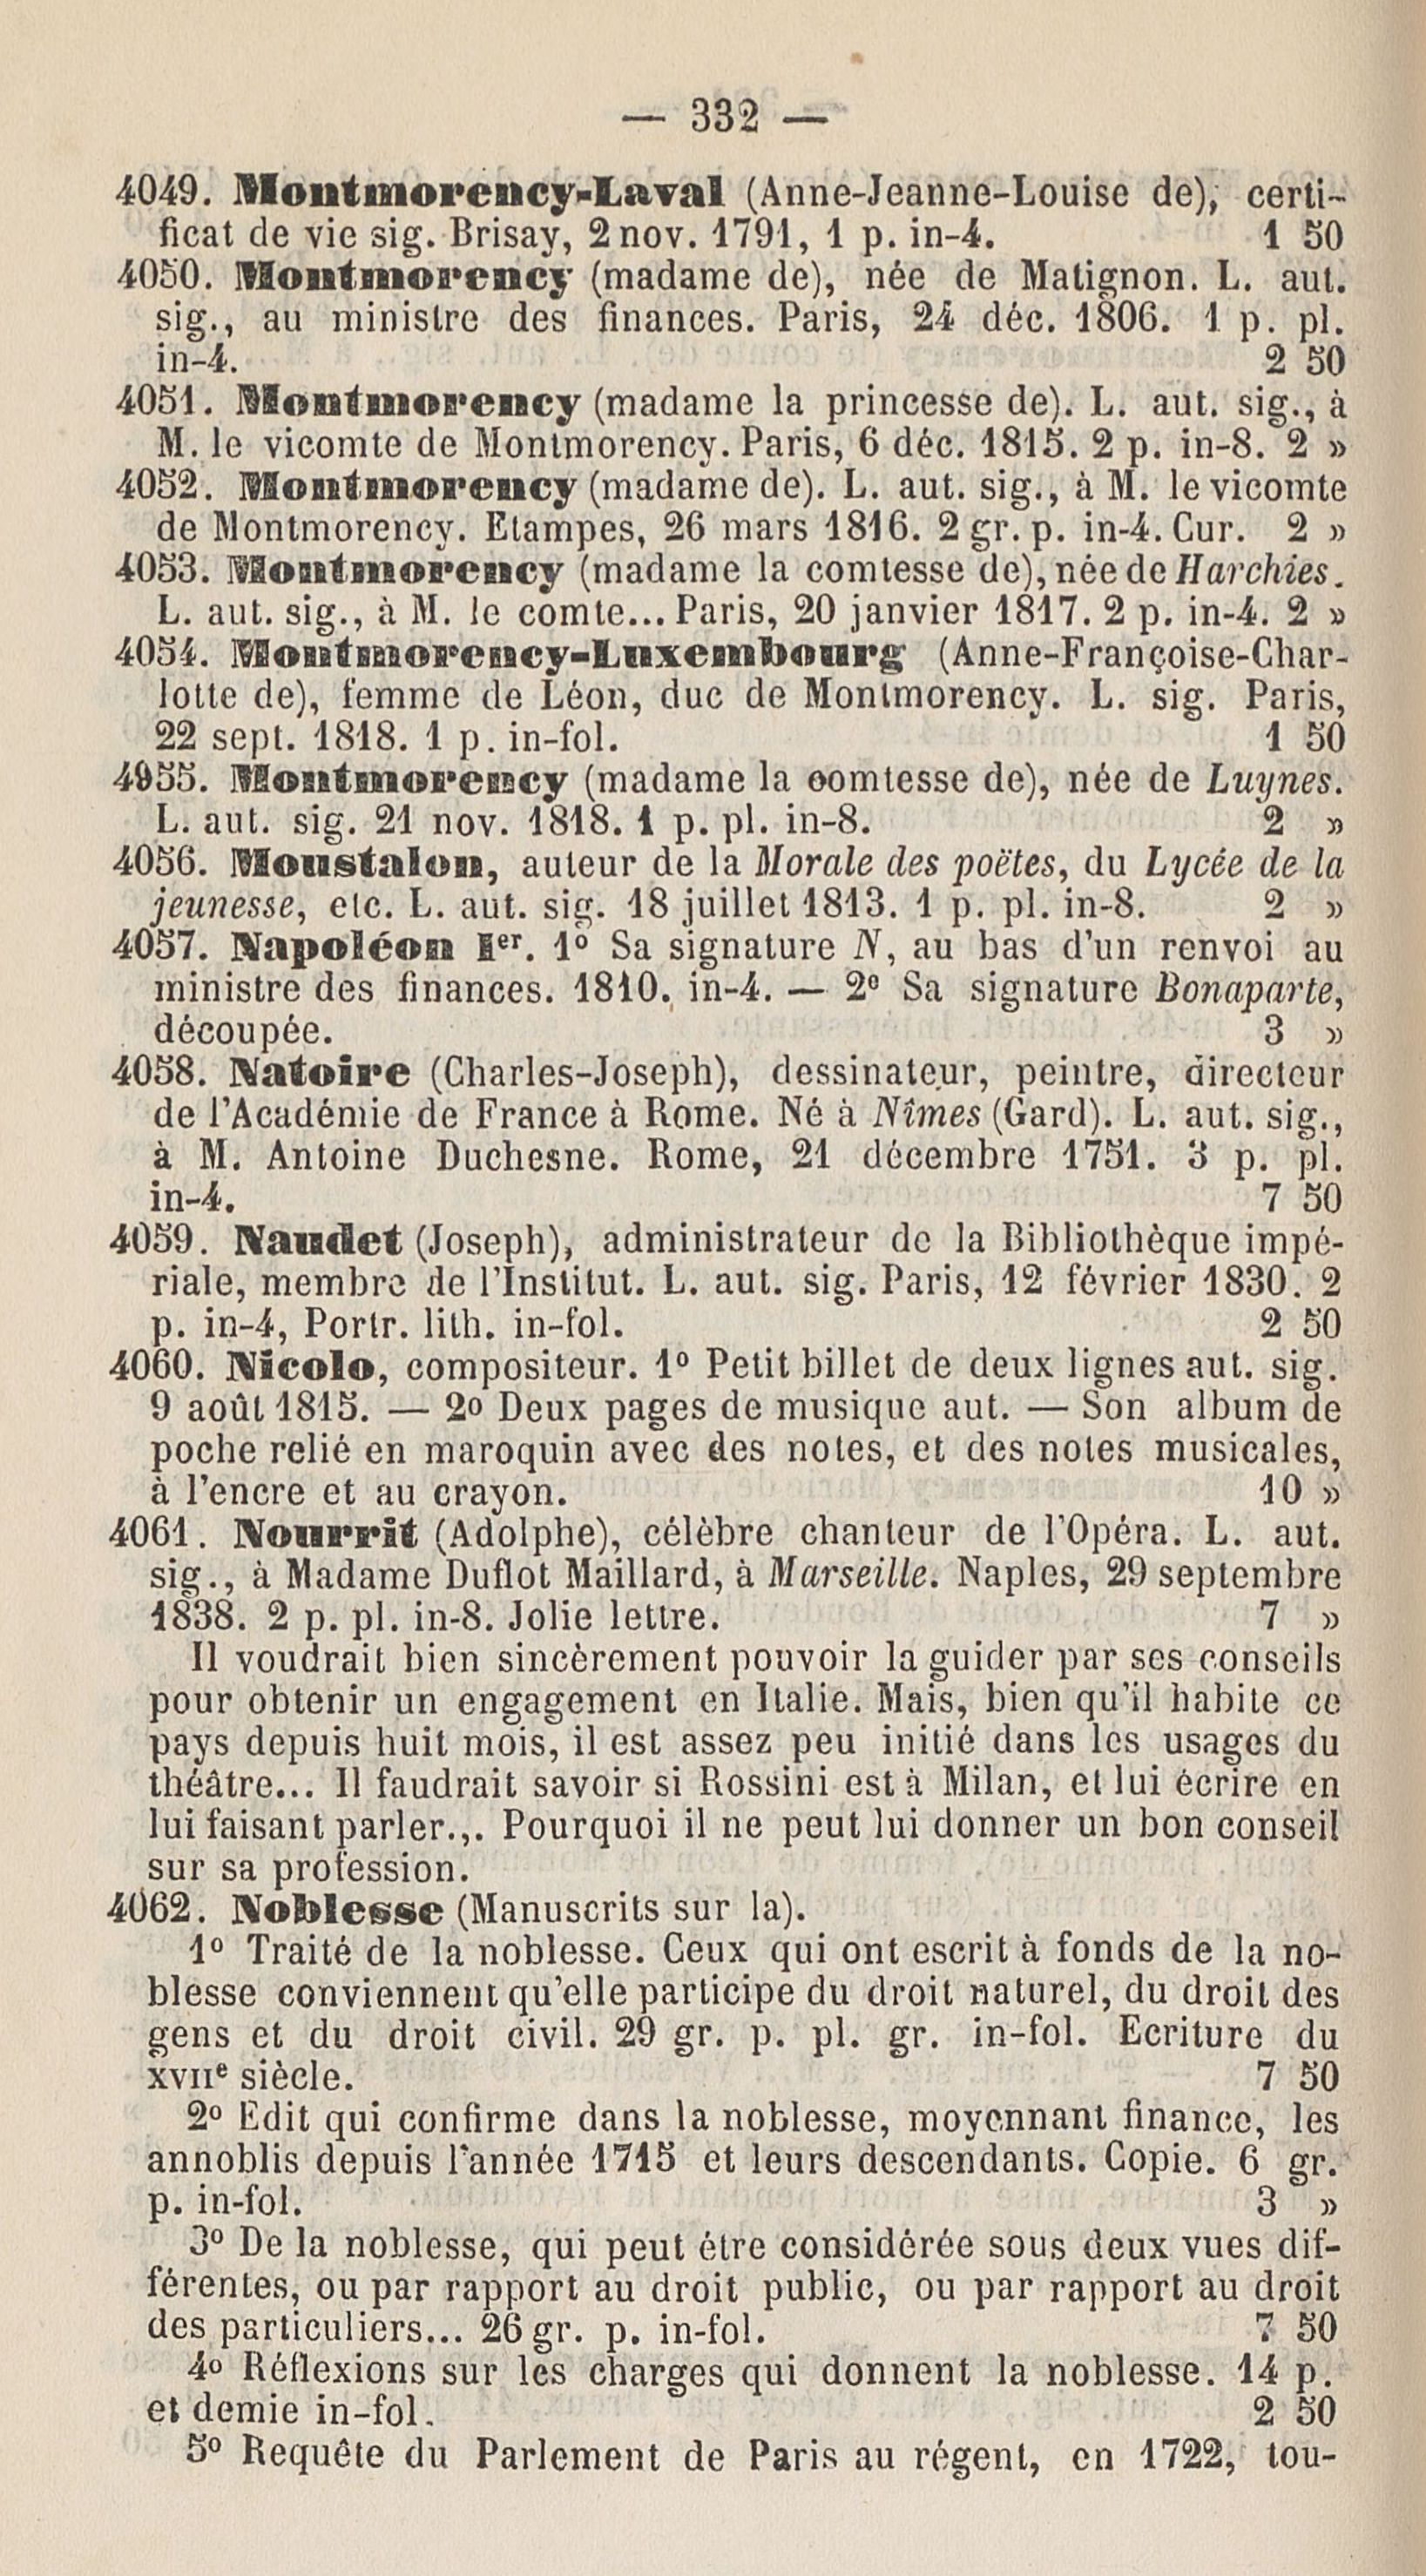 — 332 —
4049. Montmorency-Laval (Anne-Jeanne-Louise de), certi-
ficat de vie sig. Brisay, 2 nov. 1791, 1 p. in-4. 1 50
4050. Montmorency (madame de), née de Matignon. L. aut.
sig., au ministre des finances. Paris, 24 déc. 1806. 1 p. pl.
in-4. 2 50
4051. Montmorency (madame la princesse de). L. aut. sig., à
M. le vicomte de Montmorency. Paris, 6 déc. 1815. 2 p. in-8. 2 »
4052. Montmorency (madame de). L. aut. sig., à M. le vicomte
de Montmorency. Etampes, 26 mars 1816. 2 gr. p. in-4. Cur. 2 »
4053. Montmorency (madame la comtesse de), née de Harchies.
L. aut. sig., à M. le comte... Paris, 20 janvier 1817. 2 p. in-4. 2 »
4054. Montmorency-Luxembourg (Anne-Françoise-Char-
lotte de), femme de Léon, duc de Montmorency. L. sig. Paris,
22 sept. 1818. 1 p. in-fol. 1 50
4955. Montmorency (madame la comtesse de), née de Luynes.
L. aut. sig. 21 nov. 1818. 1 p. pl. in-8. 2 »
4056. Moustalon, auteur de la Morale des poëtes, du Lycée de la
jeunesse, etc. L. aut. sig. 18 juillet 1813. 1 p. pl. in-8. 2 »
4057. Napoléon Ier. 1º Sa signature N, au bas d'un renvoi au
ministre des finances. 1810. in-4. — 2º Sa signature Bonaparte,
découpée. 3 »
4058. Natoire (Charles-Joseph), dessinateur, peintre, directeur
de l'Académie de France à Rome. Né à Nîmes (Gard). L. aut. sig.,
à M. Antoine Duchesne. Rome, 21 décembre 1751. 3 p. pl.
in-4. 7 50
4059. Naudet (Joseph), administrateur de la Bibliothèque impé-
riale, membre de l'Institut. L. aut. sig. Paris, 12 février 1830. 2
p. in-4, Portr. lith. in-fol. 2 50
4060. Nicolo, compositeur. 1º Petit billet de deux lignes aut. sig.
9 août 1815. — 2º Deux pages de musique aut. — Son album de
poche relié en maroquin avec des notes, et des notes musicales,
à l'encre et au crayon. 10 »
4061. Nourrit (Adolphe), célèbre chanteur de l'Opéra. L. aut.
sig., à Madame Duflot Maillard, à Marseille. Naples, 29 septembre
1838. 2 p. pl. in-8. Jolie lettre. 7 »
Il voudrait bien sincèrement pouvoir la guider par ses conseils
pour obtenir un engagement en Italie. Mais, bien qu'il habite ce
pays depuis huit mois, il est assez peu initié dans les usages du
théâtre... Il faudrait savoir si Rossini est à Milan, et lui écrire en
lui faisant parler.,. Pourquoi il ne peut lui donner un bon conseil
sur sa profession.
4062. Noblesse (Manuscrits sur la).
1º Traité de la noblesse. Ceux qui ont escrit à fonds de la no-
blesse conviennent qu'elle participe du droit naturel, du droit des
gens et du droit civil. 29 gr. p. pl. gr. in-fol. Ecriture du
XVIIe siècle. 7 50
2º Edit qui confirme dans la noblesse, moyennant finance, les
annoblis depuis l'année 1715 et leurs descendants. Copie. 6 gr.
p. in-fol. 3 »
3º De la noblesse, qui peut être considérée sous deux vues dif-
férentes, ou par rapport au droit public, ou par rapport au droit
des particuliers... 26 gr. p. in-fol. 7 50
4º Réflexions sur les charges qui donnent la noblesse. 14 p.
et demie in-fol. 2 50
5º Requête du Parlement de Paris au régent, en 1722, tou-